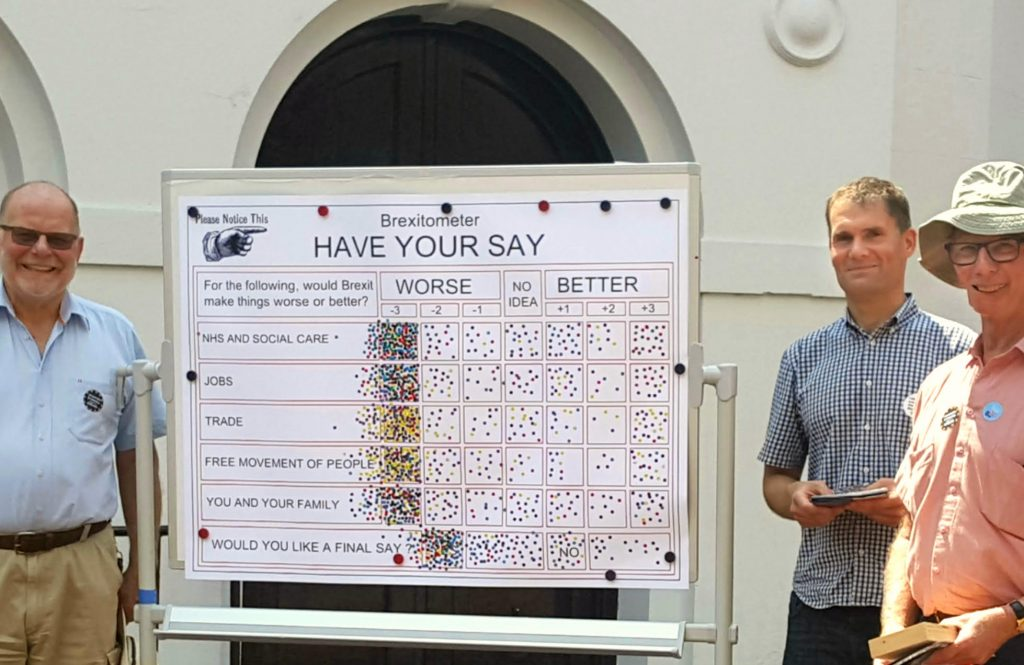 Please Notice This
Brexitometer
HAVE YOUR SAY
For the following, would Brexit
make things worse or better?
WORSE
NO
IDEA
BETTER
-3
-2
-1
+1
+2
+3
NHS AND SOCIAL CARE
JOBS
TRADE
FREE MOVEMENT OF PEOPLE
YOU AND YOUR FAMILY
WOULD YOU LIKE A FINAL SAY ?
NO